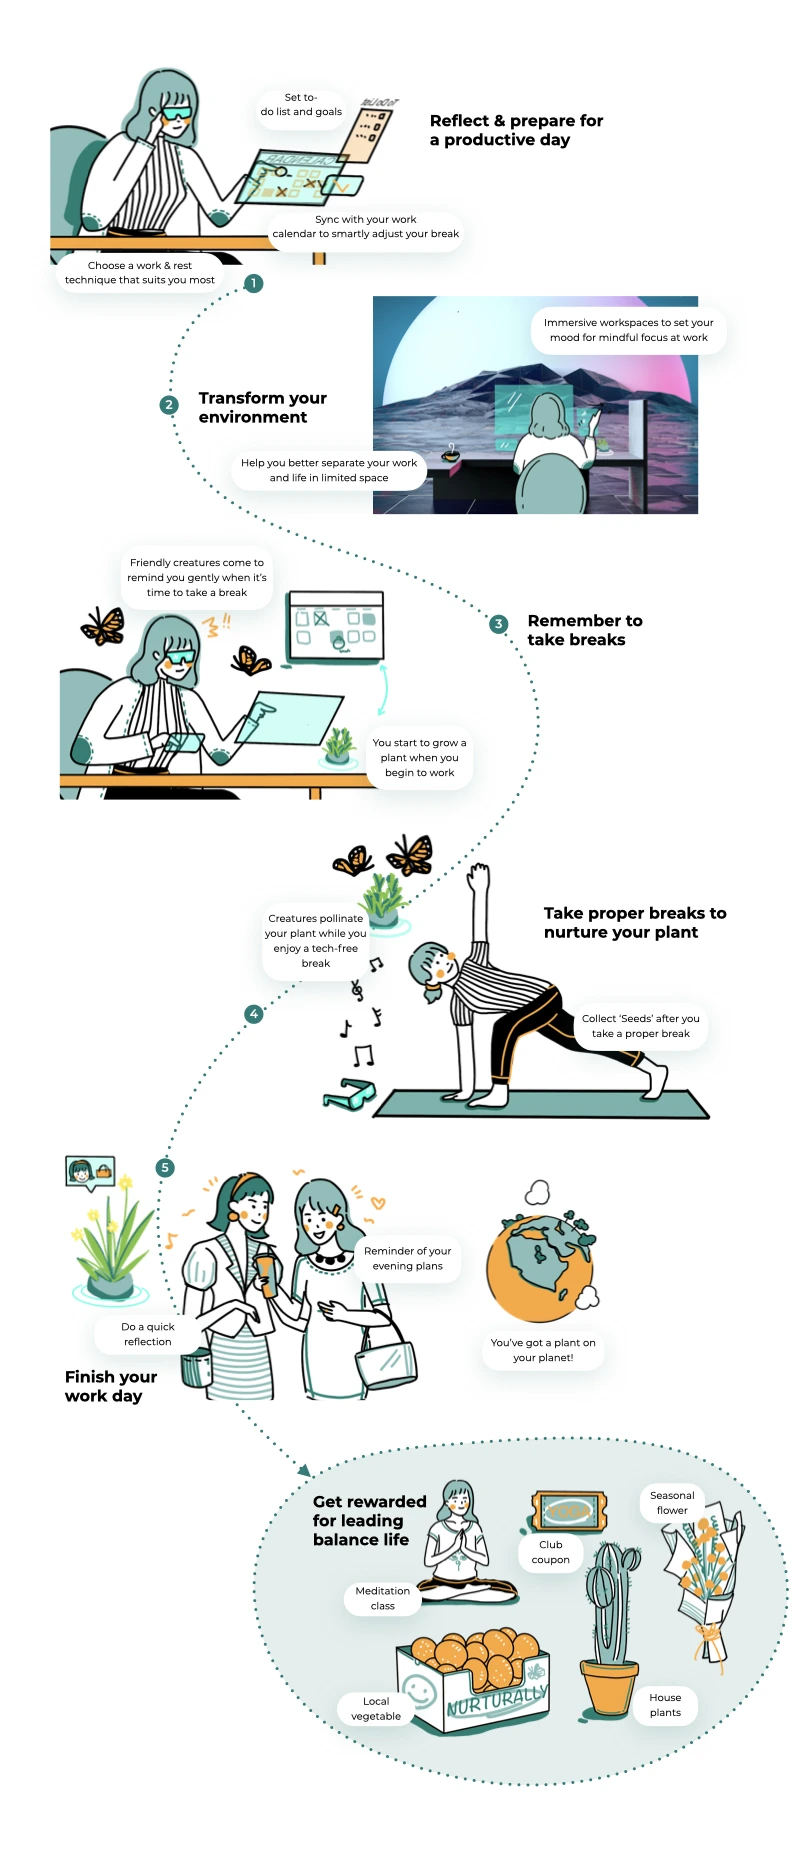 Set to-
do list and goals
TO DO LIST
Reflect & prepare for
a productive day
CALENDAR
Sync with your work
calendar to smartly adjust your break
Choose a work & rest
technique that suits you most
1
Immersive workspaces to set your
mood for mindful focus at work
2
Transform your
environment
Help you better separate your work
and life in limited space
Friendly creatures come to
remind you gently when it's
time to take a break
!!
3
Remember to
take breaks
You start to grow a
plant when you
begin to work
Take proper breaks to
nurture your plant
Creatures pollinate
your plant while you
enjoy a tech-free
break
4
Collect ‘Seeds’ after you
take a proper break
5
Reminder of your
evening plans
Do a quick
reflection
You've got a plant on
your planet!
Finish your
work day
Get rewarded
for leading
balance life
Seasonal
flower
YOGA
Club
coupon
Meditation
class
NURTURALLY
Local
vegetable
House
plants